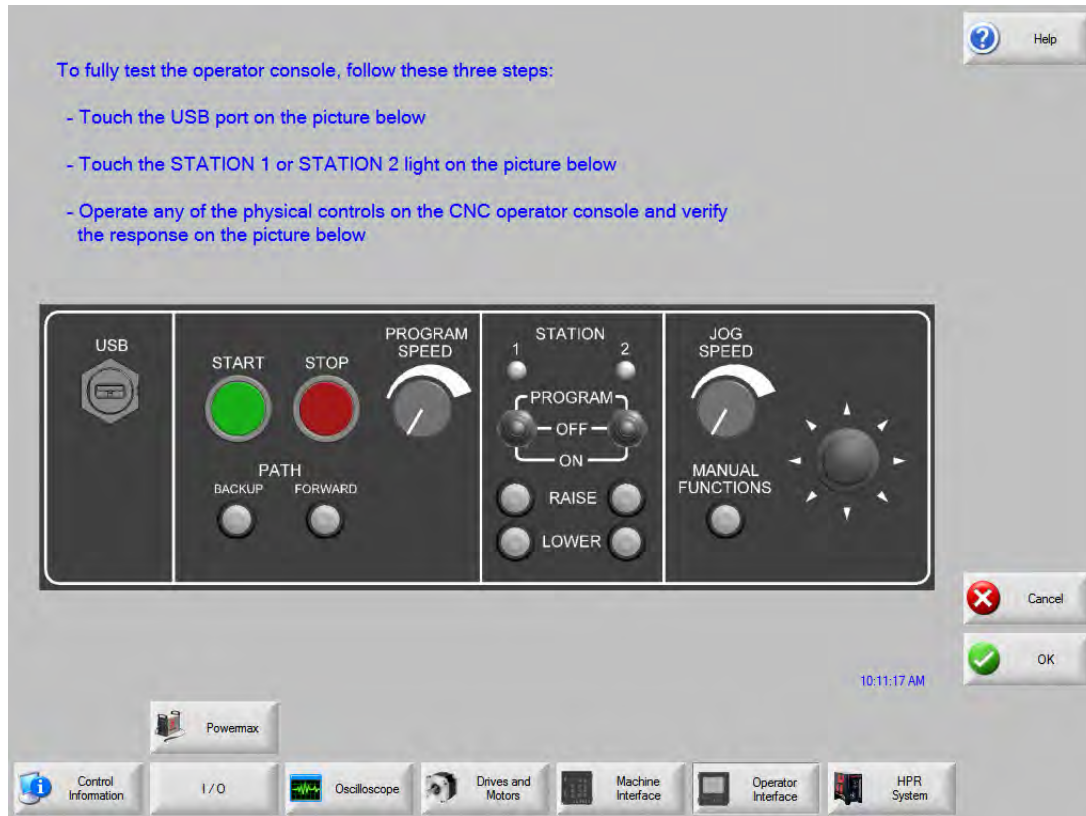 Help
To fully test the operator console, follow these three steps:
- Touch the USB port on the picture below
- Touch the STATION 1 or STATION 2 light on the picture below
- Operate any of the physical controls on the CNC operator console and verify
the response on the picture below
USB
START
STOP
PROGRAM
SPEED
PATH
BACKUP
FORWARD
STATION
1
2
PROGRAM
OFF
ON
RAISE
LOWER
JOG
SPEED
MANUAL
FUNCTIONS
Cancel
OK
10:11:17 AM
Powermax
Control
Information
I / O
Oscilloscope
Drives and
Motors
Machine
Interface
Operator
Interface
HPR
System